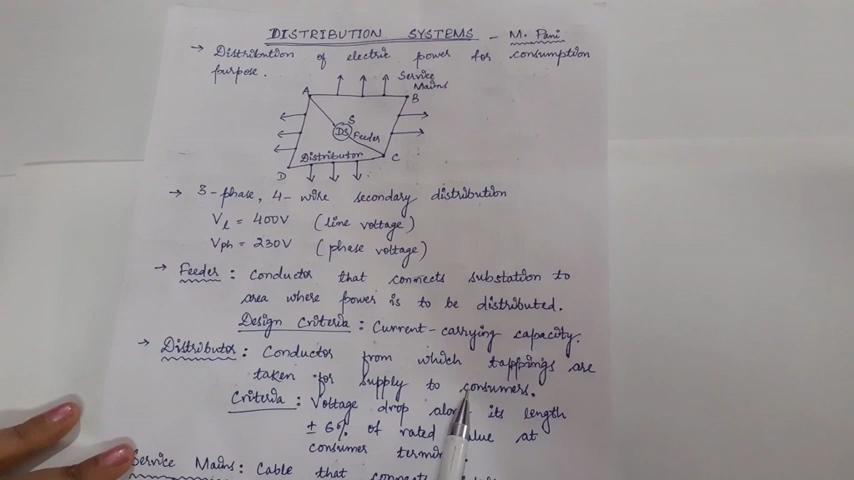 DISTRIBUTION SYSTEMS - M. Pani
→ Distribution of electric power for consumption
purpose.
Service
Mains
A
B
S
DS
Feeder
Distributor
C
D
→ 3-phase, 4-wire secondary distribution
Vl = 400V (line voltage)
Vph = 230V (phase voltage)
→ Feeder : Conductor that connects substation to
area where power is to be distributed.
Design Criteria : Current-carrying capacity.
→ Distributor : Conductor from which tappings are
taken for supply to consumers.
Criteria : Voltage drop along its length
± 6% of rated value at
consumer
Service Mains : Cable that